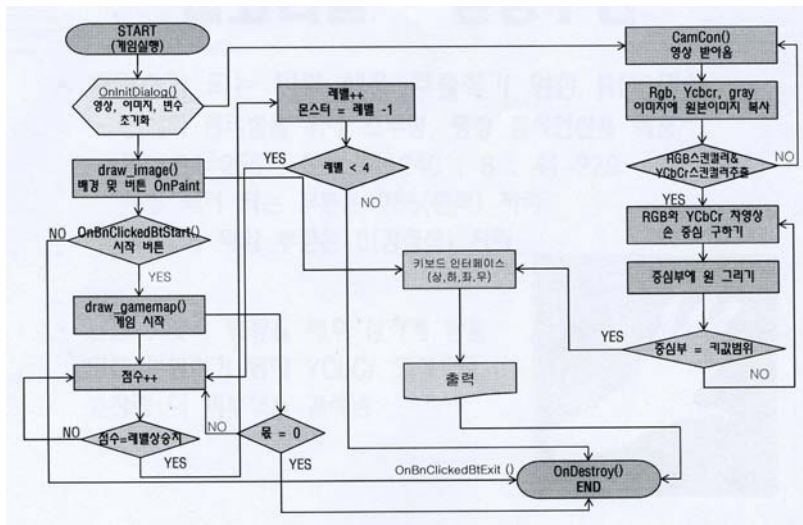 START
(게임실행)
OnInitDialog()
영상, 이미지, 변수
초기화
draw_image()
배경 및 버튼 OnPaint
NO
OnBnClickedBtStart()
시작 버튼
YES
draw_gamemap()
게임 시작
점수++
NO
점수=레벨상승치
YES
NO
목 = 0
YES
레벨++
몬스터 = 레벨 -1
YES
레벨 < 4
NO
키보드 인터페이스
(상,하,좌,우)
출력
OnBnClickedBtExit ()
OnDestroy()
END
CamCon()
영상 받아옴
Rgb, Ycbcr, gray
이미지에 원본이미지 복사
RGB스킨컬러&
YCbCr스킨컬러추출
NO
YES
RGB와 YCbCr 차영상
손 중심 구하기
중심부에 원 그리기
YES
중심부 = 키값범위
NO